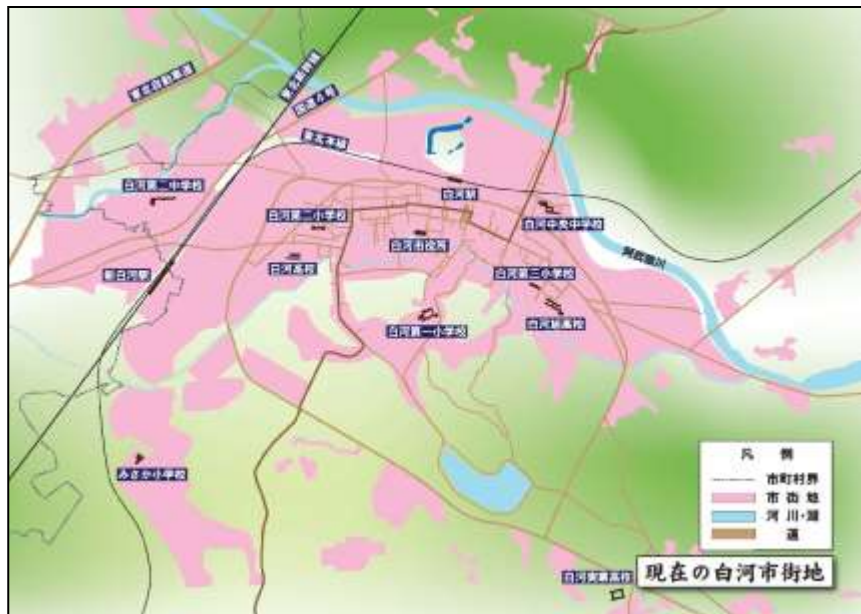 東北自動車道
東北新幹線
国道4号
東北本線
白河第二中学校
白河駅
白河中央中学校
白河第二小学校
白河市役所
阿武隈川
白河高校
新白河駅
白河第三小学校
白河旭高校
白河第一小学校
みさか小学校
凡 例
市町村界
市 街 地
河 川・湖
道
現在の白河市街地
白河実業高校